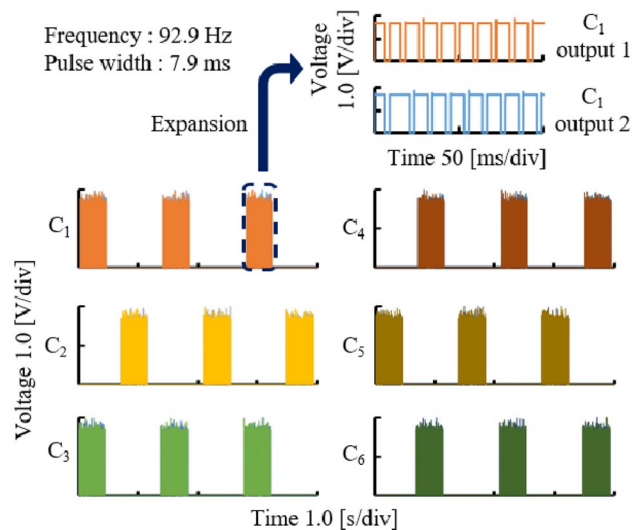 Frequency : 92.9 Hz
Pulse width : 7.9 ms
Expansion
Voltage
1.0 [V/div]
C1
output 1
C1
output 2
Time 50 [ms/div]
Voltage 1.0 [V/div]
C1
C4
C2
C5
C3
C6
Time 1.0 [s/div]